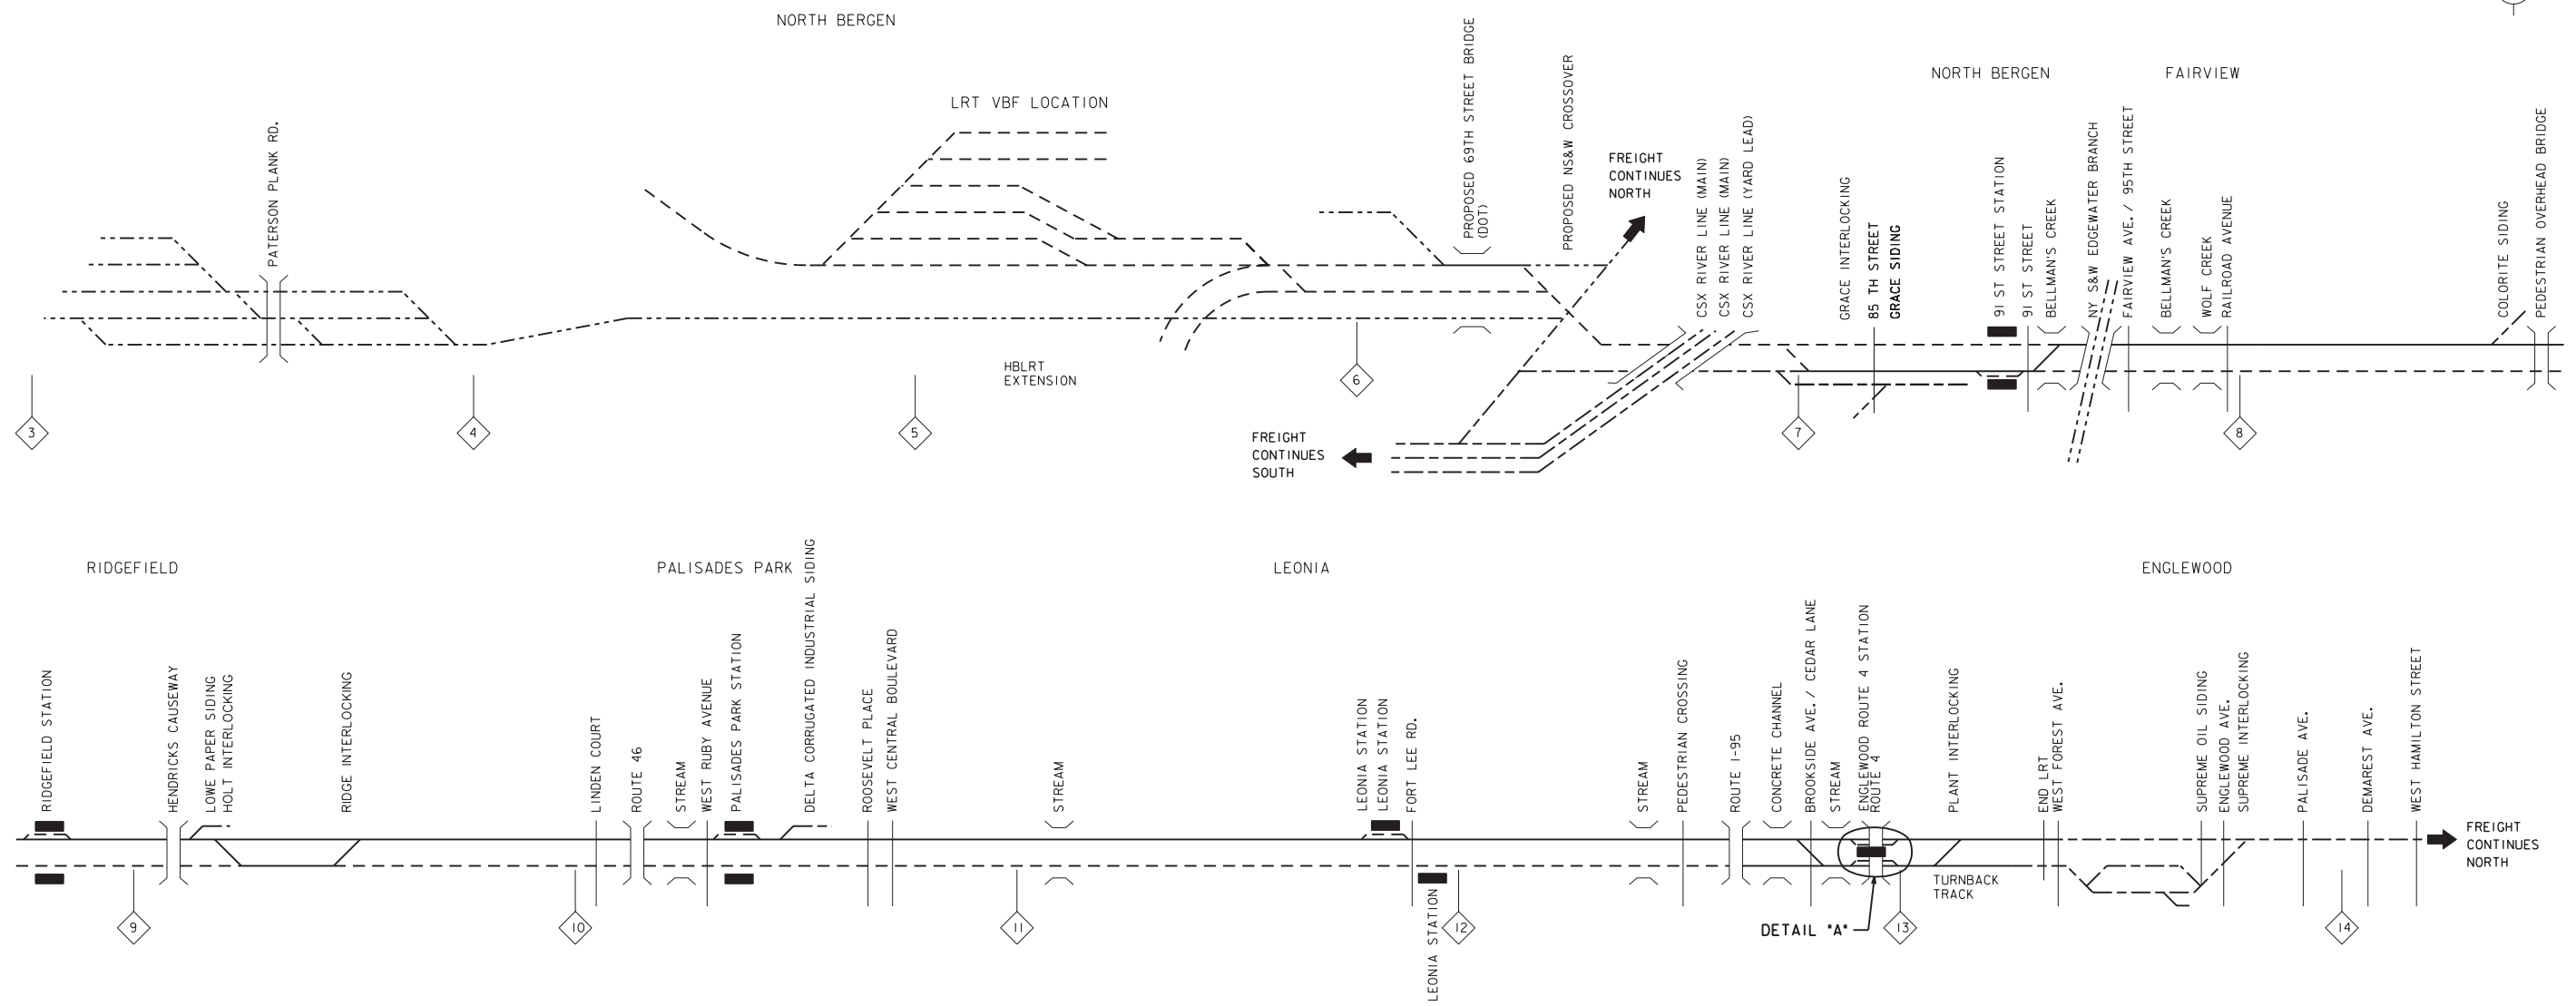 NORTH BERGEN
LRT VBF LOCATION
PATERSON PLANK RD.
HBLRT
EXTENSION
PROPOSED 69TH STREET BRIDGE
(DOT)
PROPOSED NS&W CROSSOVER
FREIGHT
CONTINUES
NORTH
FREIGHT
CONTINUES
SOUTH
CSX RIVER LINE (MAIN)
CSX RIVER LINE (MAIN)
CSX RIVER LINE (YARD LEAD)
GRACE INTERLOCKING
85 TH STREET
GRACE SIDING
NORTH BERGEN
FAIRVIEW
91 ST STREET STATION
91 ST STREET
BELLMAN'S CREEK
NY S&W EDGEWATER BRANCH
FAIRVIEW AVE. / 95TH STREET
BELLMAN'S CREEK
WOLF CREEK
RAILROAD AVENUE
COLORITE SIDING
PEDESTRIAN OVERHEAD BRIDGE
3
4
5
6
7
8
RIDGEFIELD
PALISADES PARK
LEONIA
ENGLEWOOD
RIDGEFIELD STATION
HENDRICKS CAUSEWAY
LOWE PAPER SIDING
HOLT INTERLOCKING
RIDGE INTERLOCKING
LINDEN COURT
ROUTE 46
STREAM
WEST RUBY AVENUE
PALISADES PARK STATION
DELTA CORRUGATED INDUSTRIAL SIDING
ROOSEVELT PLACE
WEST CENTRAL BOULEVARD
STREAM
LEONIA STATION
LEONIA STATION
FORT LEE RD.
LEONIA STATION
STREAM
PEDESTRIAN CROSSING
ROUTE I-95
CONCRETE CHANNEL
BROOKSIDE AVE. / CEDAR LANE
STREAM
ENGLEWOOD ROUTE 4 STATION
ROUTE 4
PLANT INTERLOCKING
TURNBACK
TRACK
DETAIL "A"
END LRT
WEST FOREST AVE.
SUPREME OIL SIDING
ENGLEWOOD AVE.
SUPREME INTERLOCKING
PALISADE AVE.
DEMAREST AVE.
WEST HAMILTON STREET
FREIGHT
CONTINUES
NORTH
9
10
11
12
13
14